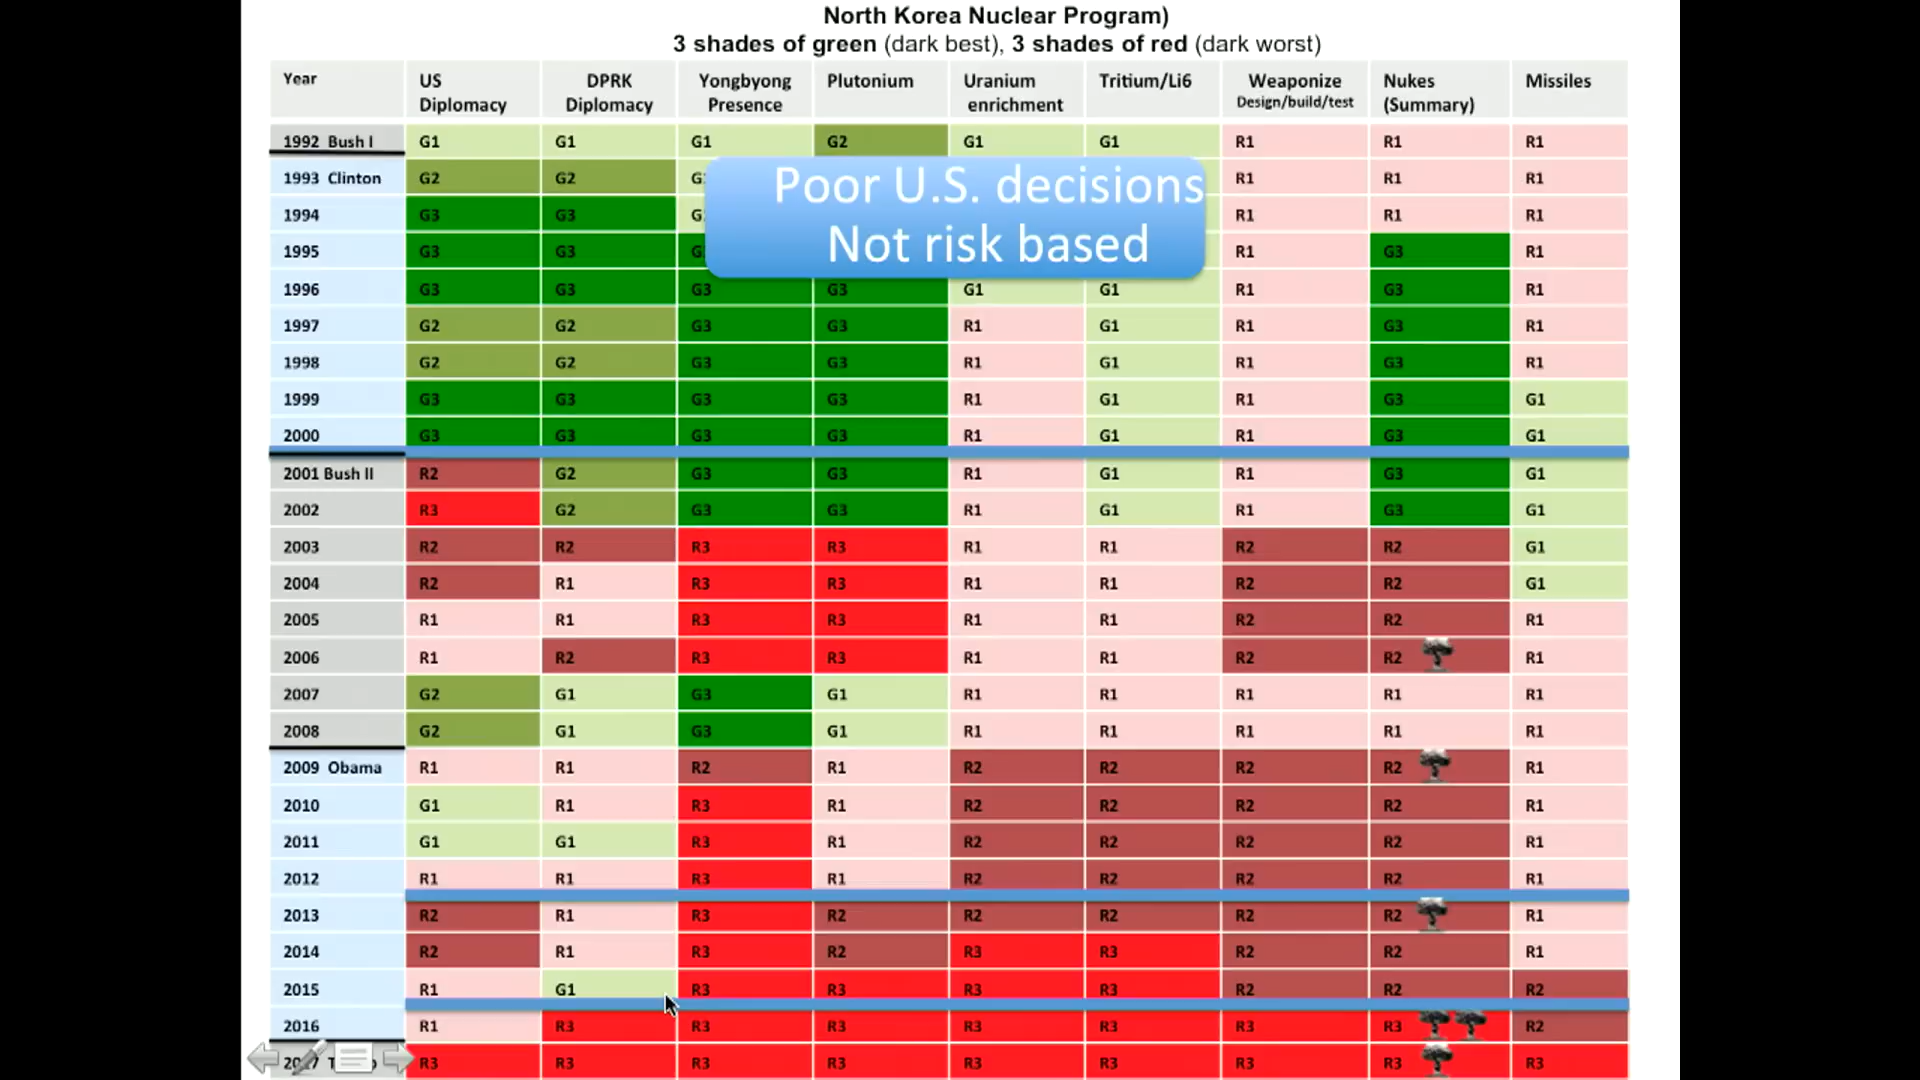 North Korea Nuclear Program)
3 shades of green (dark best), 3 shades of red (dark worst)
Year US Diplomacy DPRK Diplomacy Yongbyong Presence Plutonium Uranium enrichment Tritium/Li6 Weaponize Design/build/test Nukes (Summary) Missiles
1992 Bush I G1 G1 G1 G2 G1 G1 R1 R1 R1
Poor U.S. decisions
Not risk based
1993 Clinton G2 G2 R1 R1 R1
1994 G3 G3 R1 R1 R1
1995 G3 G3 R1 G3 R1
1996 G3 G3 G3 G3 G1 G1 R1 G3 R1
1997 G2 G2 G3 G3 R1 G1 R1 G3 R1
1998 G2 G2 G3 G3 R1 G1 R1 G3 R1
1999 G3 G3 G3 G3 R1 G1 R1 G3 G1
2000 G3 G3 G3 G3 R1 G1 R1 G3 G1
2001 Bush II R2 G2 G3 G3 R1 G1 R1 G3 G1
2002 R3 G2 G3 G3 R1 G1 R1 G3 G1
2003 R2 R2 R3 R3 R1 R1 R2 R2 G1
2004 R2 R1 R3 R3 R1 R1 R2 R2 G1
2005 R1 R1 R3 R3 R1 R1 R2 R2 R1
2006 R1 R2 R3 R3 R1 R1 R2 R2 R1
2007 G2 G1 G3 G1 R1 R1 R1 R1 R1
2008 G2 G1 G3 G1 R1 R1 R1 R1 R1
2009 Obama R1 R1 R2 R1 R2 R2 R2 R2 R1
2010 G1 R1 R3 R1 R2 R2 R2 R2 R1
2011 G1 G1 R3 R1 R2 R2 R2 R2 R1
2012 R1 R1 R3 R1 R2 R2 R2 R2 R1
2013 R2 R1 R3 R2 R2 R2 R2 R2 R1
2014 R2 R1 R3 R2 R3 R3 R2 R2 R1
2015 R1 G1 R3 R3 R3 R3 R2 R2 R2
2016 R1 R3 R3 R3 R3 R3 R3 R3 R2
R3 R3 R3 R3 R3 R3 R3 R3 R3